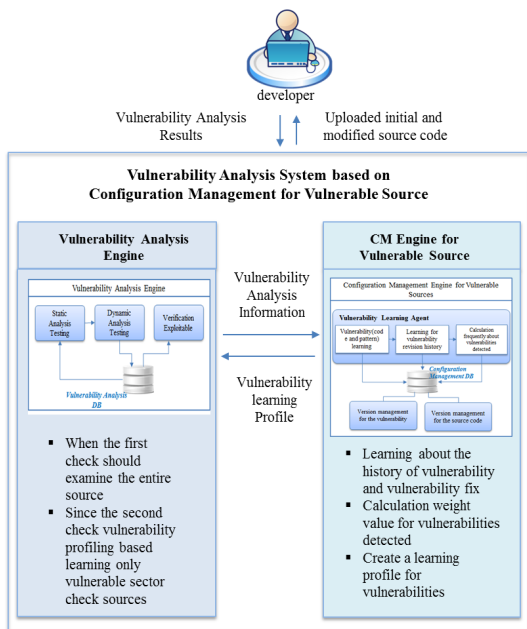 developer
Vulnerability Analysis
Results
Uploaded initial and
modified source code
Vulnerability Analysis System based on
Configuration Management for Vulnerable Source
Vulnerability Analysis
Engine
Vulnerability Analysis Engine
Static
Analysis
Testing
Dynamic
Analysis
Testing
Verification
Exploitable
Vulnerability Analysis
DB
▪ When the first
check should
examine the entire
source
▪ Since the second
check vulnerability
profiling based
learning only
vulnerable sector
check sources
Vulnerability
Analysis
Information
Vulnerability
learning
Profile
CM Engine for
Vulnerable Source
Configuration Management Engine for Vulnerable
Sources
Vulnerability Learning Agent
Vulnerability(cod
e and pattern)
learning
Learning for
vulnerability
revision history
Calculation
frequently about
vulnerabilities
detected
Configuration
Management DB
Version management
for the vulnerability
Version management
for the source code
▪ Learning about the
history of vulnerability
and vulnerability fix
▪ Calculation weight
value for vulnerabilities
detected
▪ Create a learning
profile for
vulnerabilities